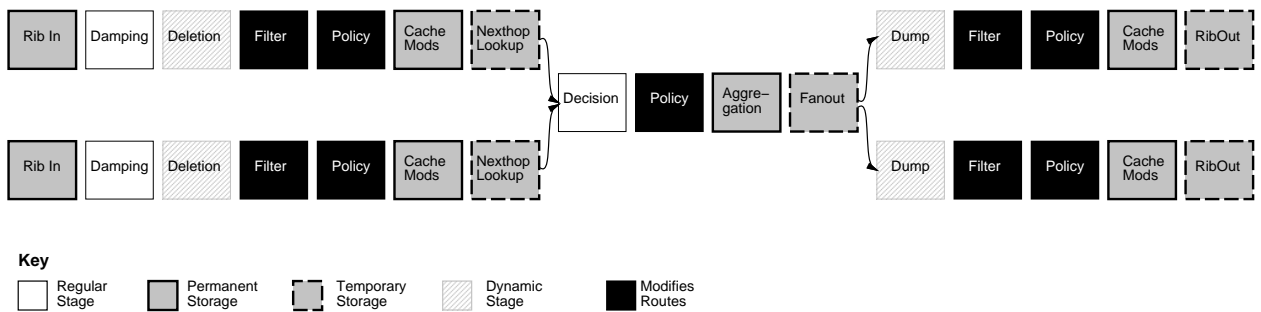 Rib In
Damping
Deletion
Filter
Policy
Cache
Mods
Nexthop
Lookup
Dump
Filter
Policy
Cache
Mods
RibOut
Decision
Policy
Aggre–
gation
Fanout
Rib In
Damping
Deletion
Filter
Policy
Cache
Mods
Nexthop
Lookup
Dump
Filter
Policy
Cache
Mods
RibOut
Key
Regular
Stage
Permanent
Storage
Temporary
Storage
Dynamic
Stage
Modifies
Routes